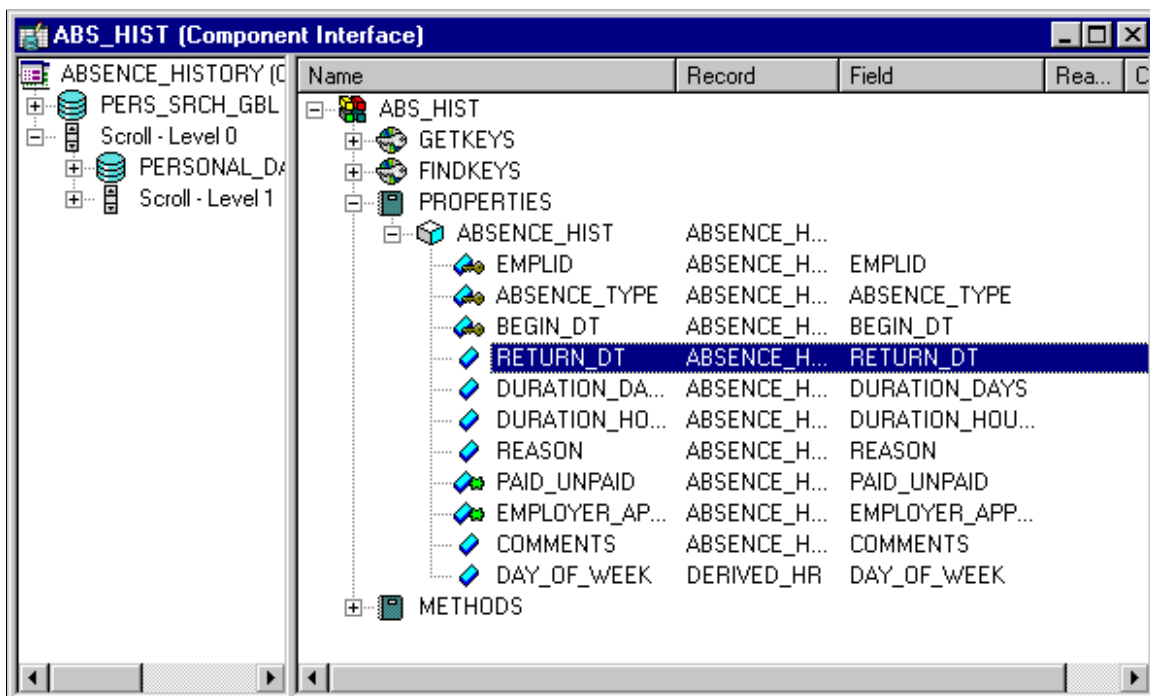 ABS_HIST (Component Interface)
ABSENCE_HISTORY (C
PERS_SRCH_GBL
Scroll - Level 0
PERSONAL_DA
Scroll - Level 1
Name Record Field Rea... C
ABS_HIST
GETKEYS
FINDKEYS
PROPERTIES
ABSENCE_HIST ABSENCE_H...
EMPLID ABSENCE_H... EMPLID
ABSENCE_TYPE ABSENCE_H... ABSENCE_TYPE
BEGIN_DT ABSENCE_H... BEGIN_DT
RETURN_DT ABSENCE_H... RETURN_DT
DURATION_DA... ABSENCE_H... DURATION_DAYS
DURATION_HO... ABSENCE_H... DURATION_HOU...
REASON ABSENCE_H... REASON
PAID_UNPAID ABSENCE_H... PAID_UNPAID
EMPLOYER_AP... ABSENCE_H... EMPLOYER_APP...
COMMENTS ABSENCE_H... COMMENTS
DAY_OF_WEEK DERIVED_HR DAY_OF_WEEK
METHODS